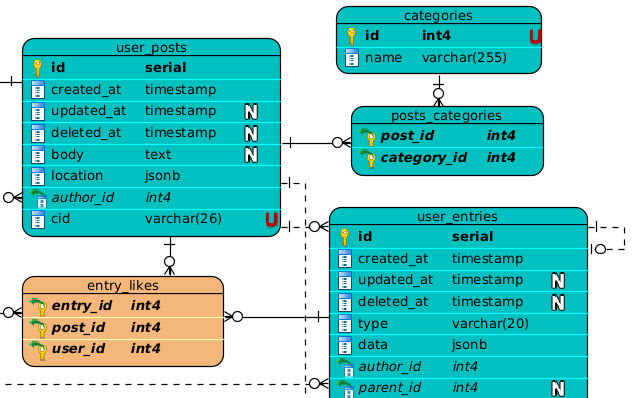 categories
id int4 U
name varchar(255)
user_posts
id serial
created_at timestamp
updated_at timestamp N
deleted_at timestamp N
body text N
location jsonb
author_id int4
cid varchar(26) U
posts_categories
post_id int4
category_id int4
user_entries
id serial
created_at timestamp
updated_at timestamp N
deleted_at timestamp N
type varchar(20)
data jsonb
author_id int4
parent_id int4 N
entry_likes
entry_id int4
post_id int4
user_id int4